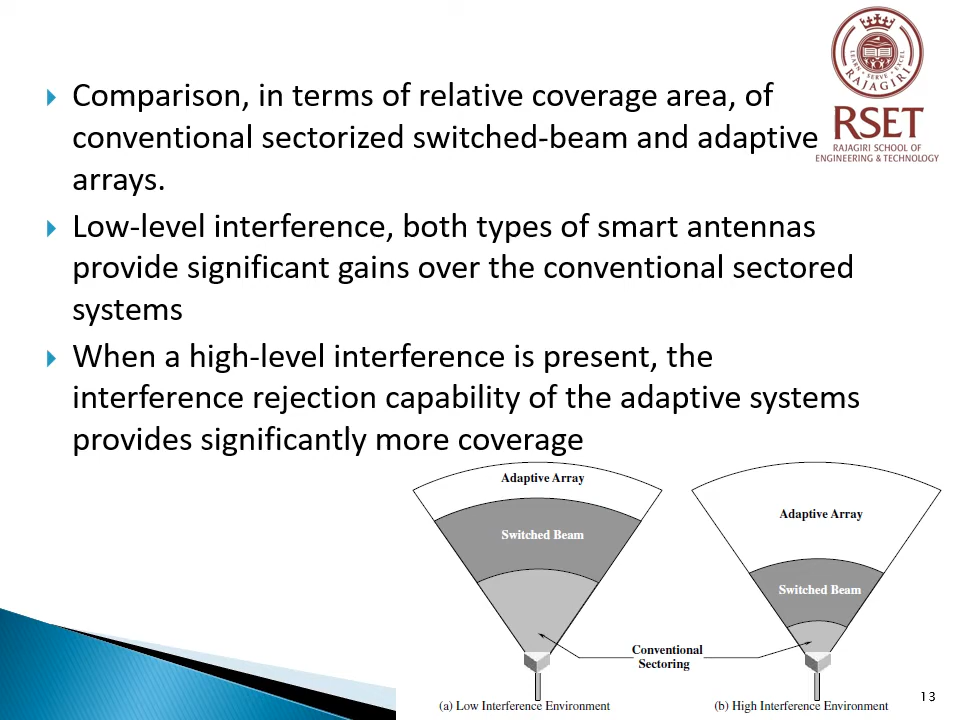 Comparison, in terms of relative coverage area, of
conventional sectorized switched-beam and adaptive
arrays.
Low-level interference, both types of smart antennas
provide significant gains over the conventional sectored
systems
When a high-level interference is present, the
interference rejection capability of the adaptive systems
provides significantly more coverage
LEARN · SERVE · EXCEL
RAJAGIRI
RSET
RAJAGIRI SCHOOL OF
ENGINEERING & TECHNOLOGY
Adaptive Array
Switched Beam
Adaptive Array
Switched Beam
Conventional
Sectoring
(a) Low Interference Environment
(b) High Interference Environment
13